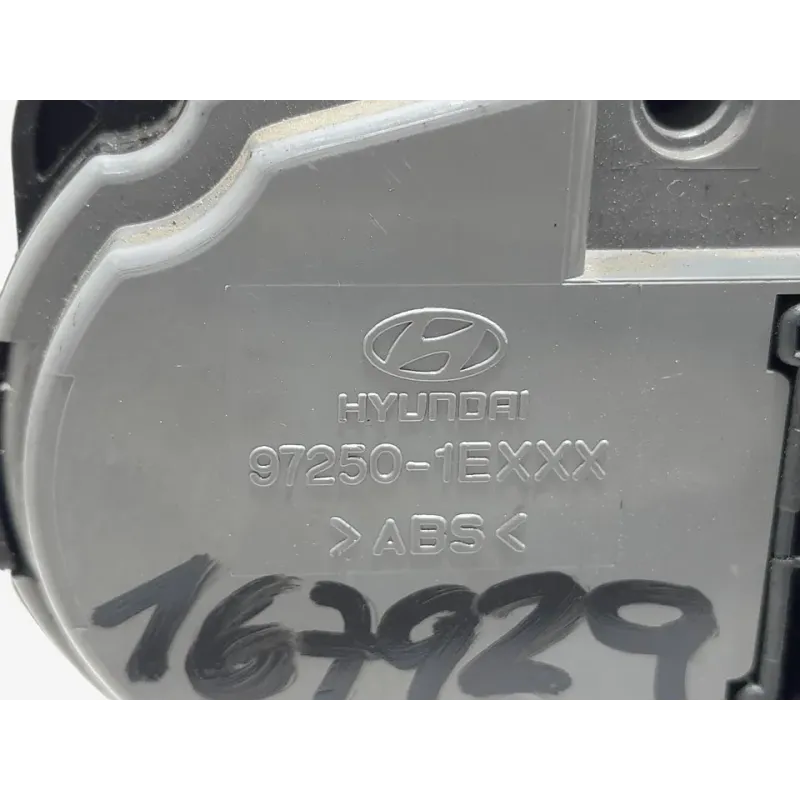 HYUNDAI
97250-1EXXX
>ABS<
167929